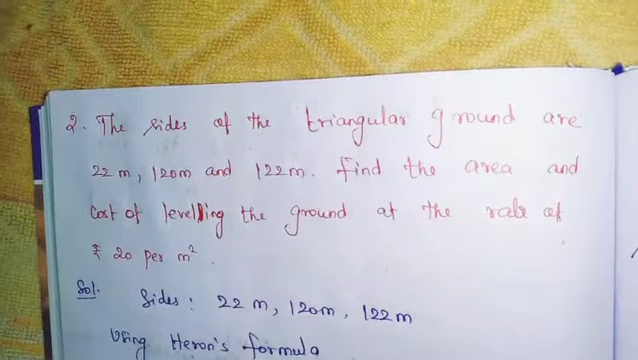 2. The sides of the triangular ground are
22 m, 120m and 122m. find the area and
Cost of levelling the ground at the rate of
₹ 20 per m².
Sol. Sides : 22 m, 120m, 122m
Using Heron's formula